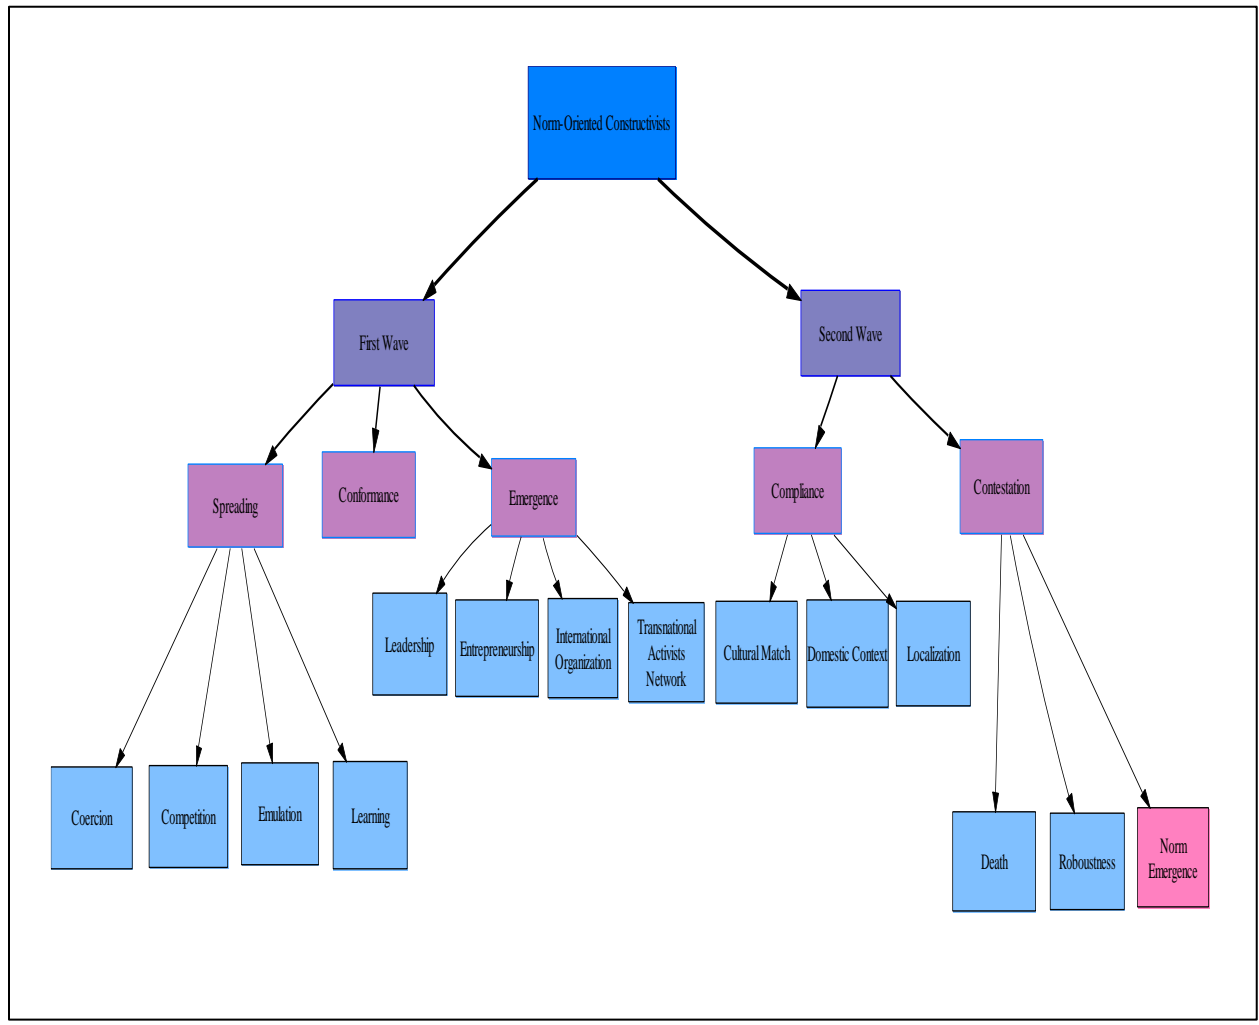 Norm-Oriented Constructivists
First Wave
Second Wave
Spreading
Conformance
Emergence
Compliance
Contestation
Leadership
Entrepreneurship
International
Organization
Transnational
Activists
Network
Cultural Match
Domestic Context
Localization
Coercion
Competition
Emulation
Learning
Death
Roboustness
Norm
Emergence